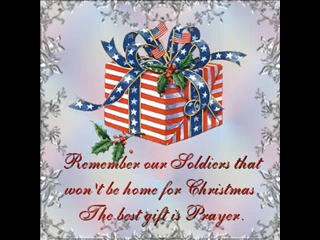 Remember our Soldiers that
won't be home for Christmas.
The best gift is Prayer.